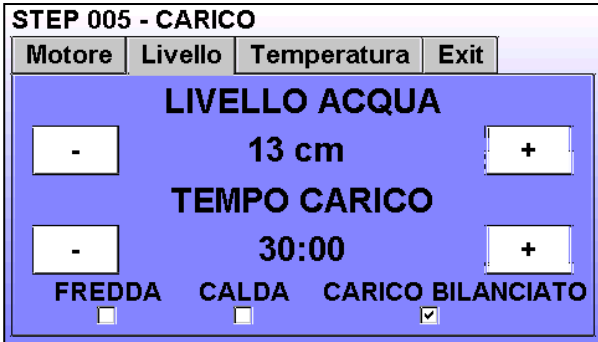 STEP 005 - CARICO
Motore Livello Temperatura Exit
LIVELLO ACQUA
- 13 cm +
TEMPO CARICO
- 30:00 +
FREDDA CALDA CARICO BILANCIATO